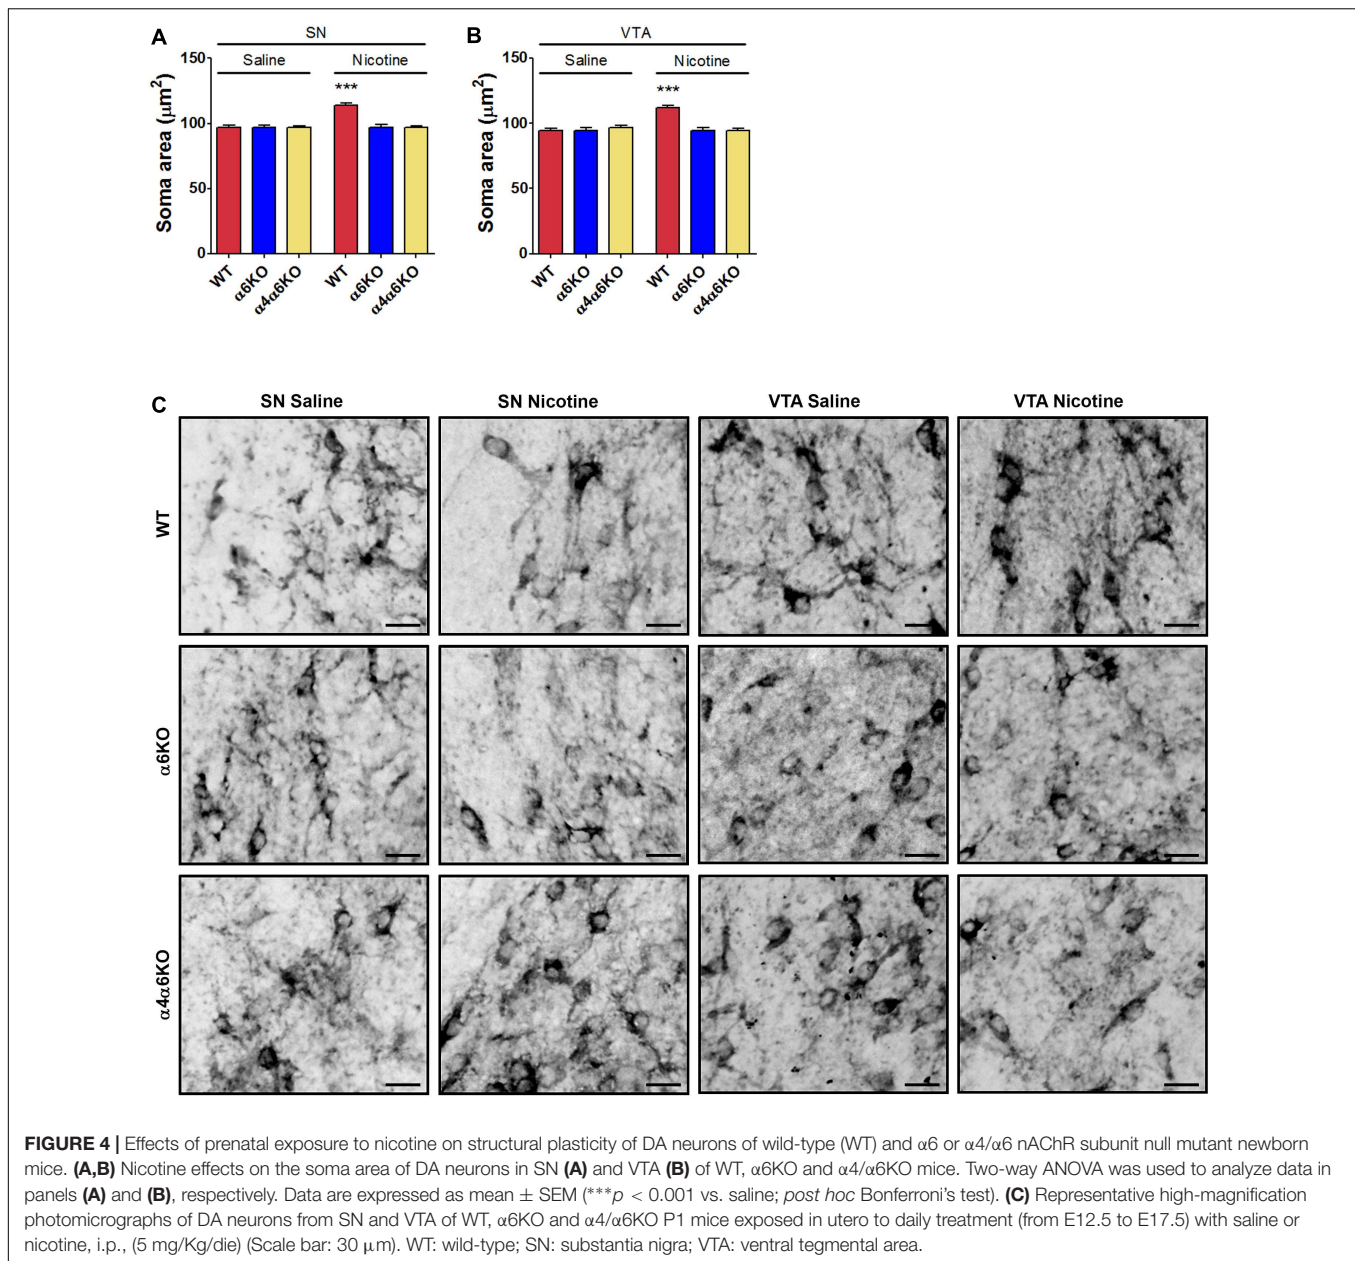 A
SN
Saline
Nicotine
***
Soma area (μm²)
150
100
50
0
WT
α6KO
α4α6KO
WT
α6KO
α4α6KO
B
VTA
Saline
Nicotine
***
Soma area (μm²)
150
100
50
0
WT
α6KO
α4α6KO
WT
α6KO
α4α6KO
C
SN Saline
SN Nicotine
VTA Saline
VTA Nicotine
WT
α6KO
α4α6KO
FIGURE 4 | Effects of prenatal exposure to nicotine on structural plasticity of DA neurons of wild-type (WT) and α6 or α4/α6 nAChR subunit null mutant newborn
mice. (A,B) Nicotine effects on the soma area of DA neurons in SN (A) and VTA (B) of WT, α6KO and α4/α6KO mice. Two-way ANOVA was used to analyze data in
panels (A) and (B), respectively. Data are expressed as mean ± SEM (***p < 0.001 vs. saline; post hoc Bonferroni's test). (C) Representative high-magnification
photomicrographs of DA neurons from SN and VTA of WT, α6KO and α4/α6KO P1 mice exposed in utero to daily treatment (from E12.5 to E17.5) with saline or
nicotine, i.p., (5 mg/Kg/die) (Scale bar: 30 μm). WT: wild-type; SN: substantia nigra; VTA: ventral tegmental area.